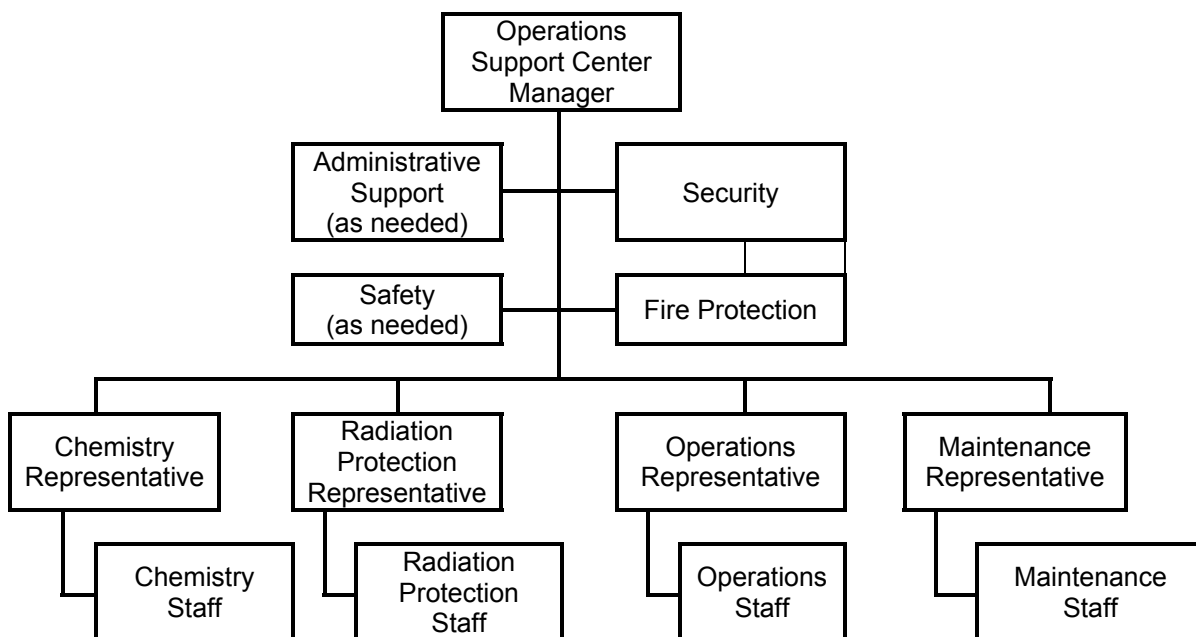 Operations
Support Center
Manager
Administrative
Support
(as needed)
Security
Safety
(as needed)
Fire Protection
Chemistry
Representative
Radiation
Protection
Representative
Operations
Representative
Maintenance
Representative
Chemistry
Staff
Radiation
Protection
Staff
Operations
Staff
Maintenance
Staff